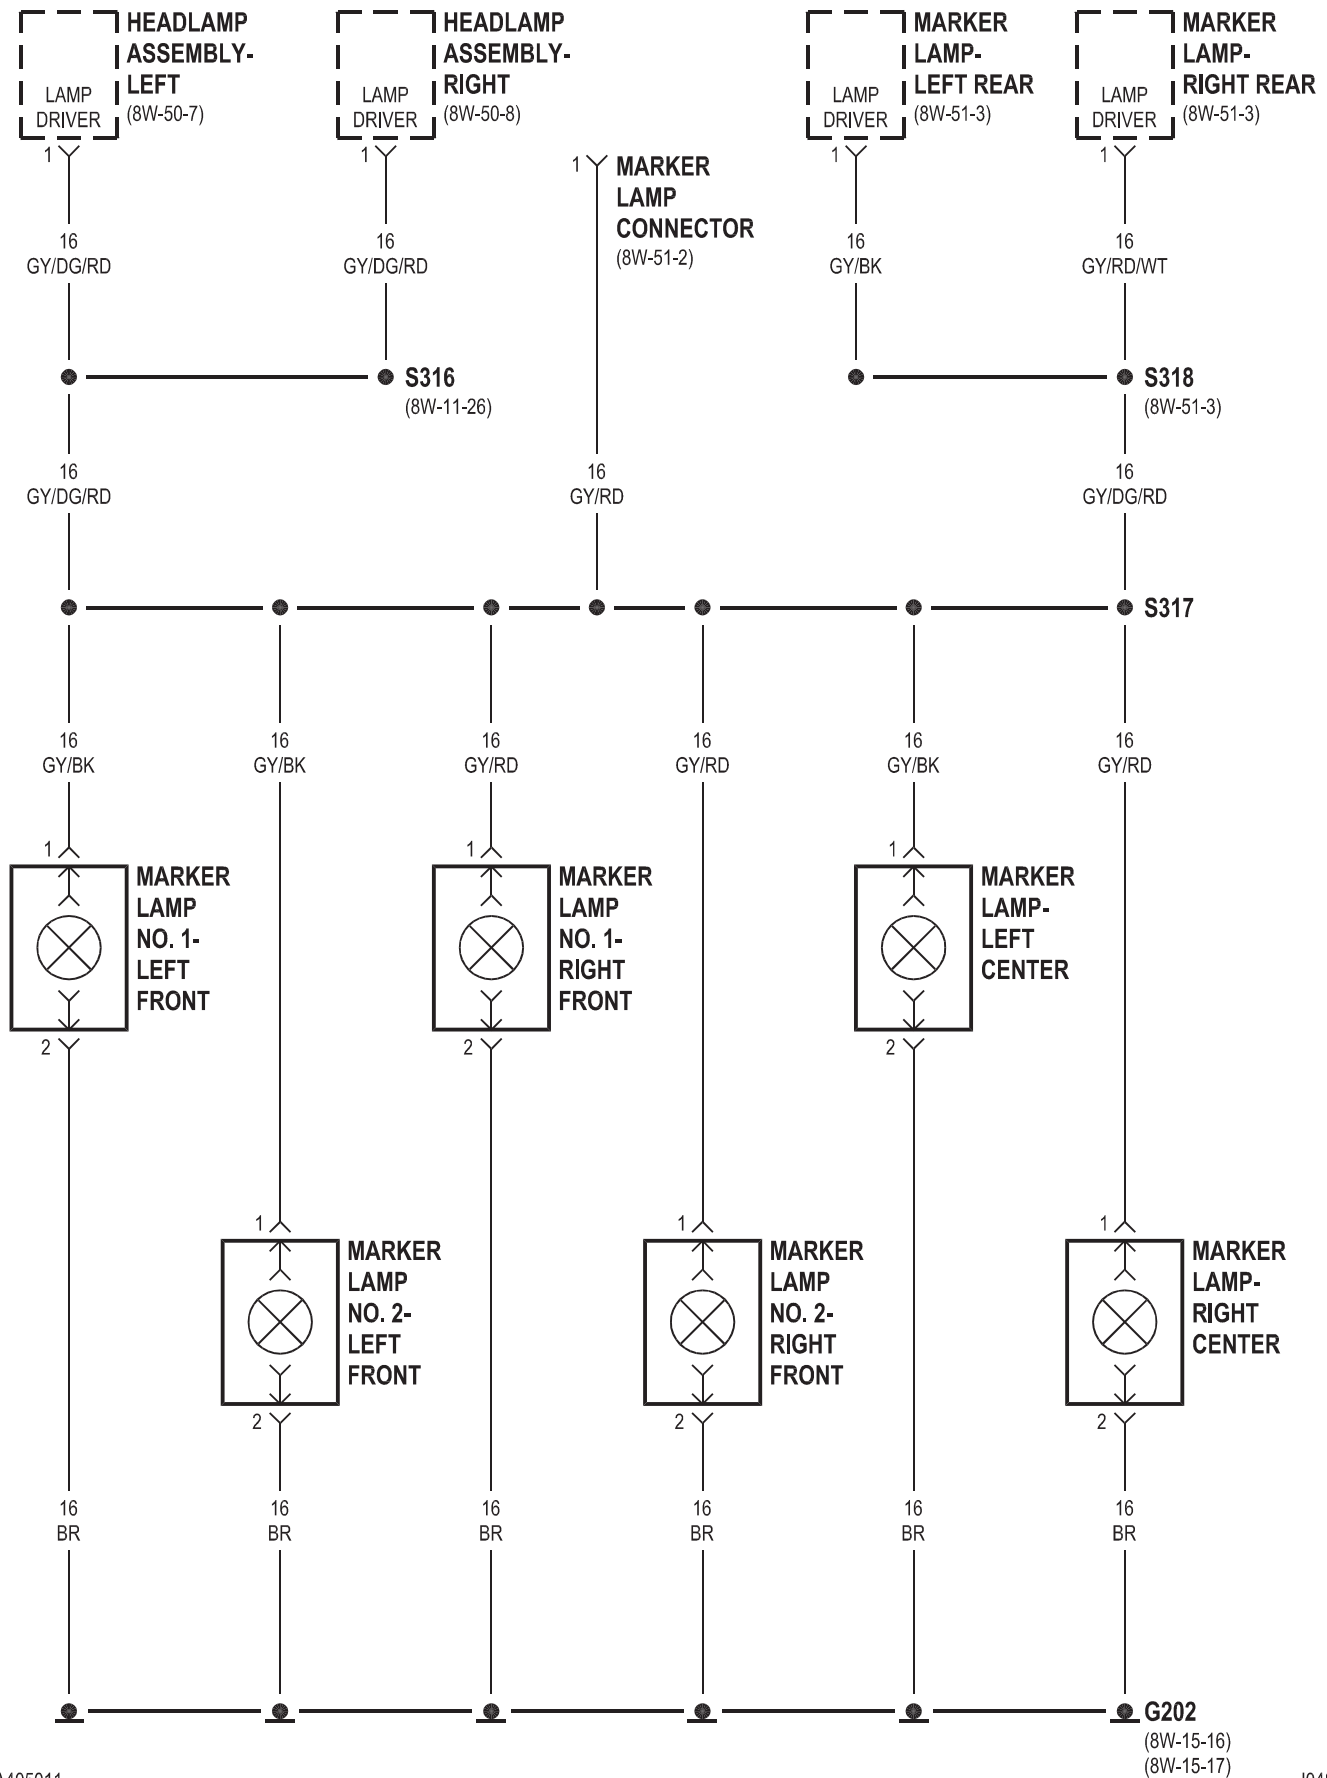 HEADLAMP
ASSEMBLY-
LEFT
(8W-50-7)
LAMP
DRIVER
1
HEADLAMP
ASSEMBLY-
RIGHT
(8W-50-8)
LAMP
DRIVER
1
MARKER
LAMP-
LEFT REAR
(8W-51-3)
LAMP
DRIVER
1
MARKER
LAMP-
RIGHT REAR
(8W-51-3)
LAMP
DRIVER
1
1
MARKER
LAMP
CONNECTOR
(8W-51-2)
16
GY/DG/RD
16
GY/DG/RD
16
GY/BK
16
GY/RD/WT
S316
(8W-11-26)
S318
(8W-51-3)
16
GY/DG/RD
16
GY/RD
16
GY/DG/RD
S317
16
GY/BK
16
GY/BK
16
GY/RD
16
GY/RD
16
GY/BK
16
GY/RD
1
MARKER
LAMP
NO. 1-
LEFT
FRONT
2
1
MARKER
LAMP
NO. 1-
RIGHT
FRONT
2
1
MARKER
LAMP-
LEFT
CENTER
2
1
MARKER
LAMP
NO. 2-
LEFT
FRONT
2
1
MARKER
LAMP
NO. 2-
RIGHT
FRONT
2
1
MARKER
LAMP-
RIGHT
CENTER
2
16
BR
16
BR
16
BR
16
BR
16
BR
16
BR
G202
(8W-15-16)
(8W-15-17)